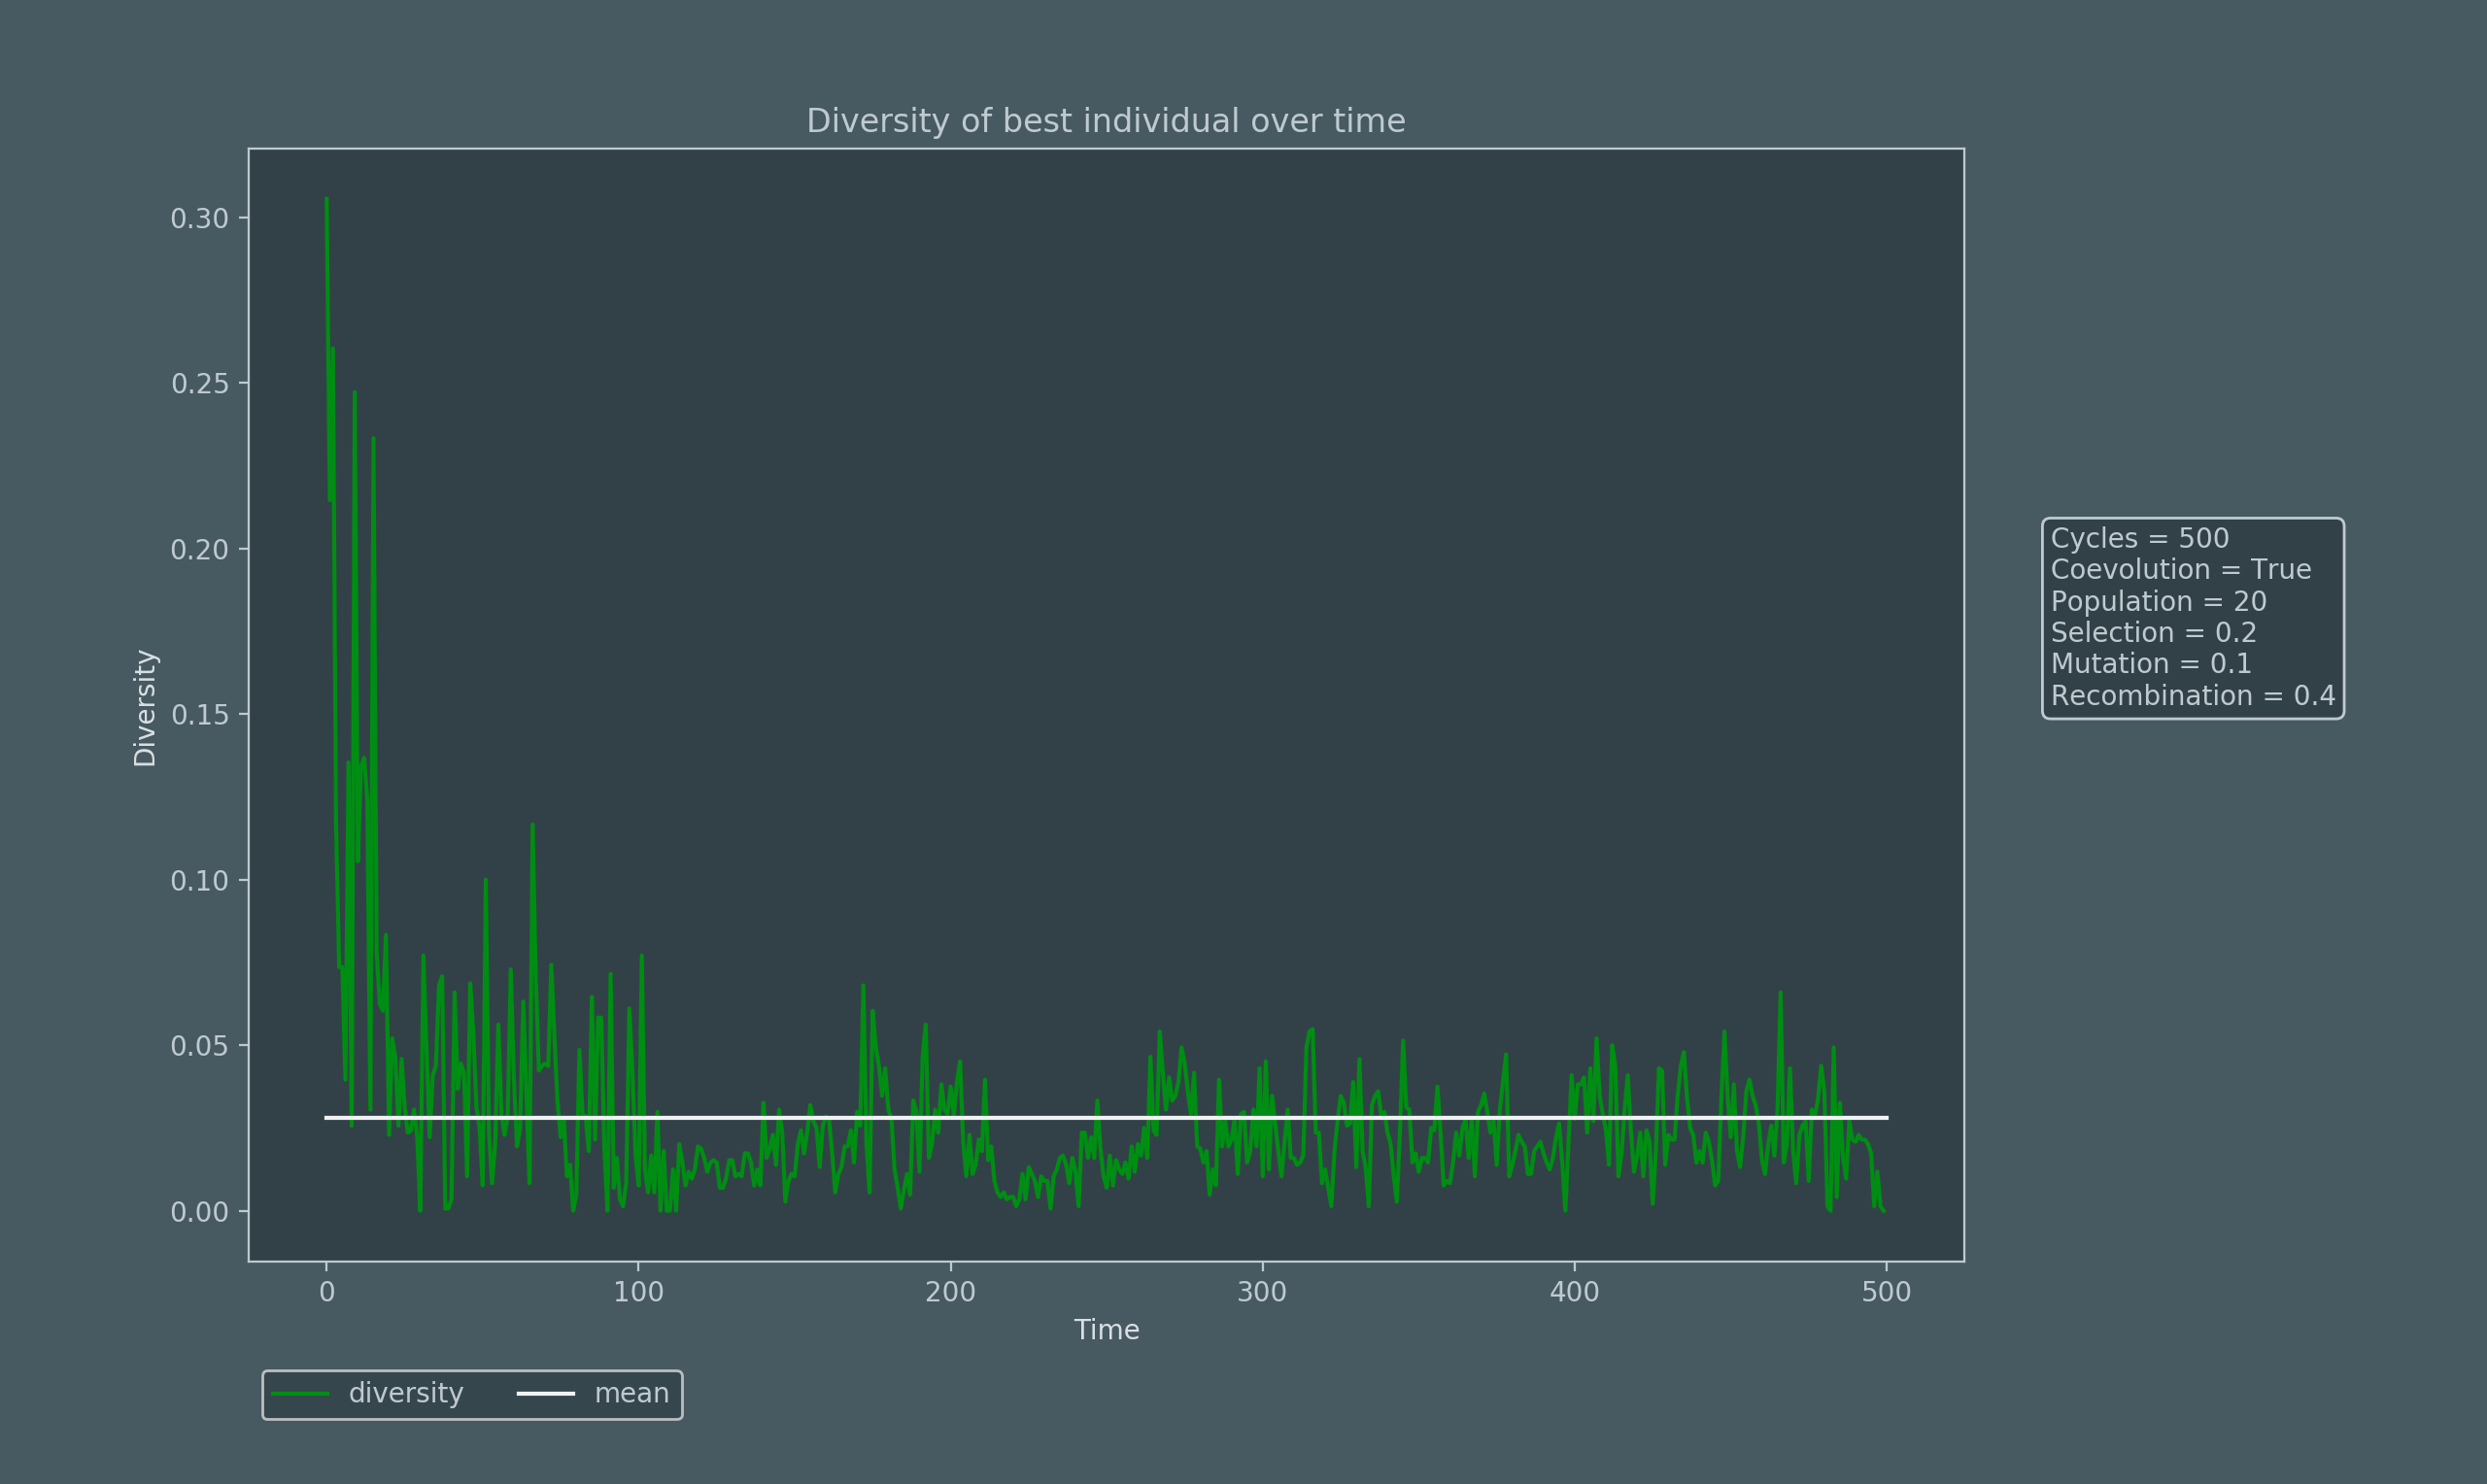 Diversity of best individual over time
0.30
0.25
0.20
0.15
0.10
0.05
0.00
Diversity
0 100 200 300 400 500
Time
diversity mean
Cycles = 500
Coevolution = True
Population = 20
Selection = 0.2
Mutation = 0.1
Recombination = 0.4